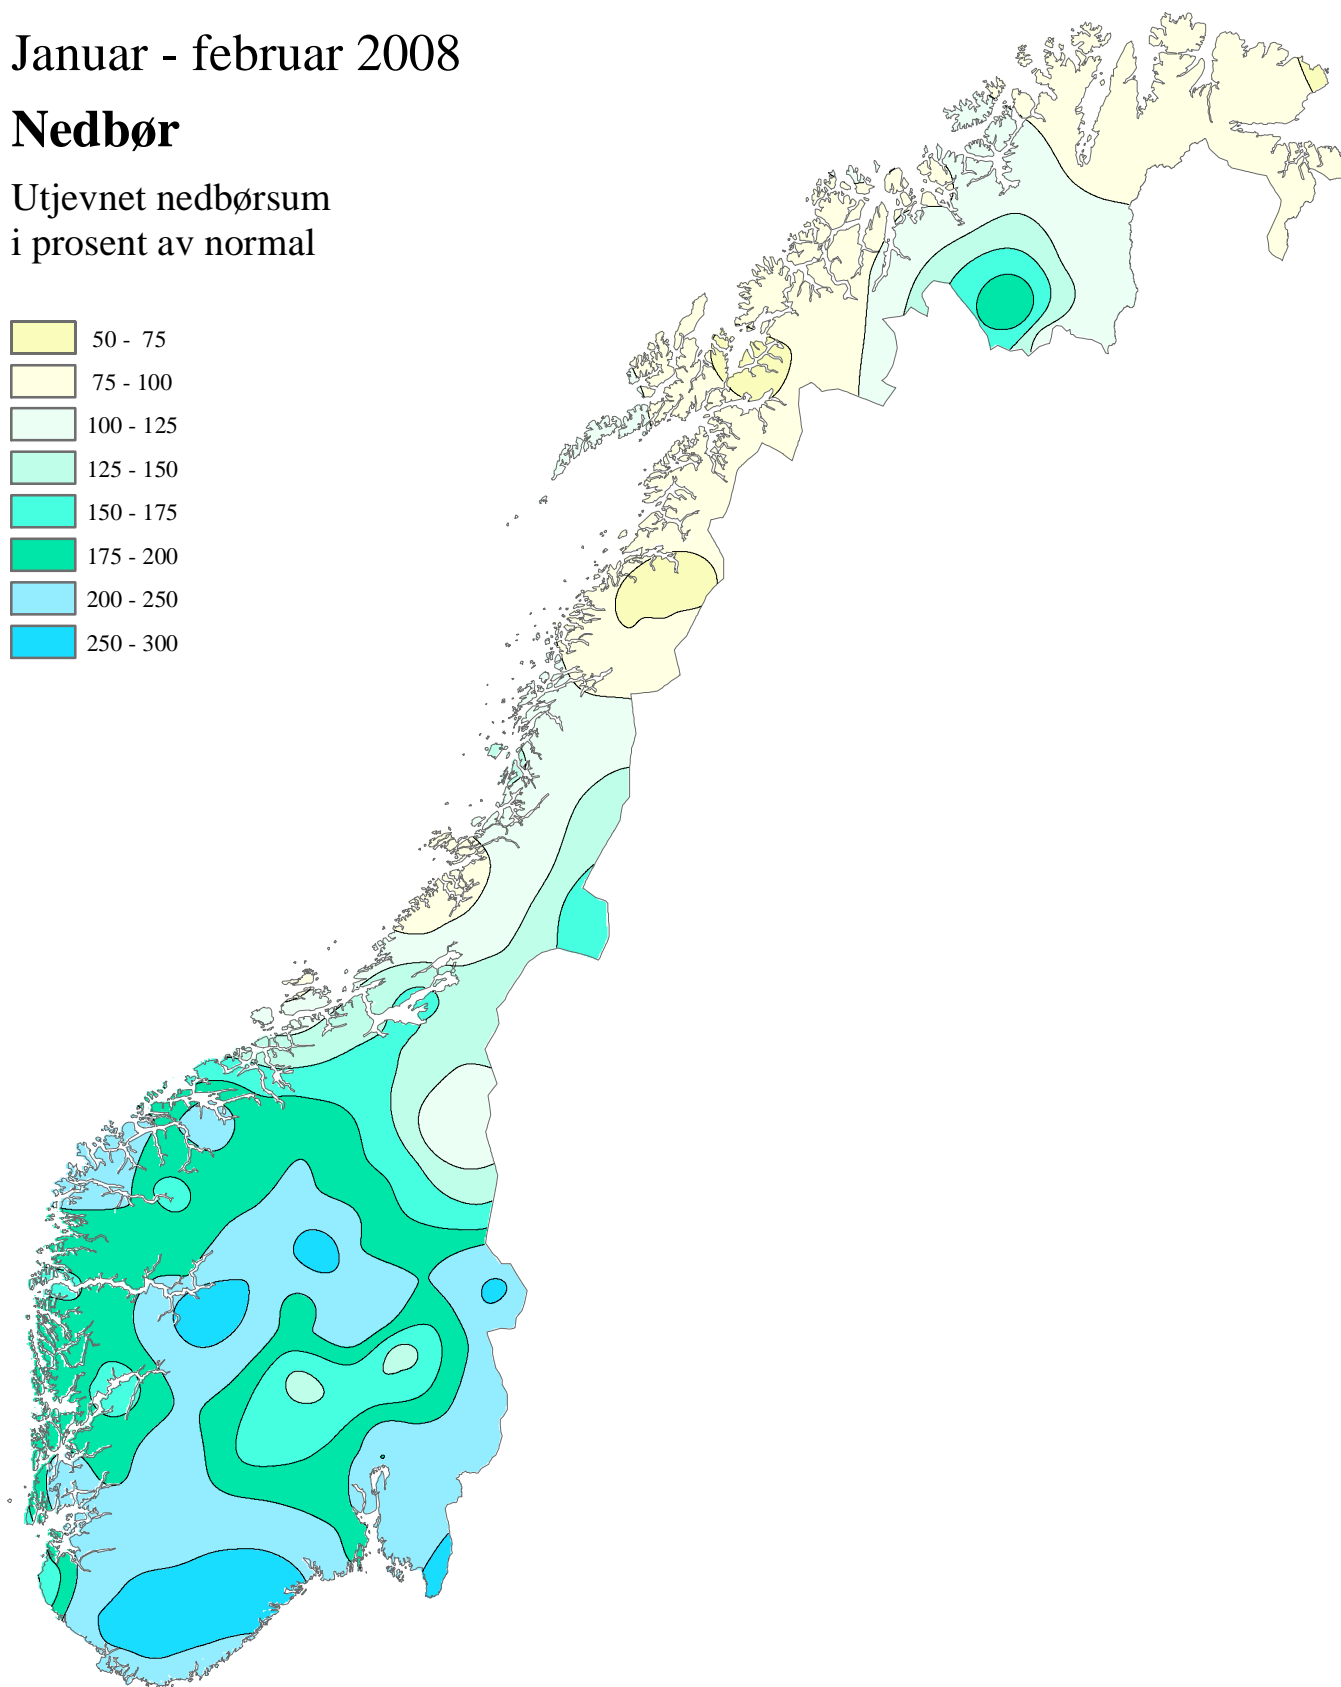 Januar - februar 2008
Nedbør
Utjevnet nedbørsum
i prosent av normal
50 - 75
75 - 100
100 - 125
125 - 150
150 - 175
175 - 200
200 - 250
250 - 300